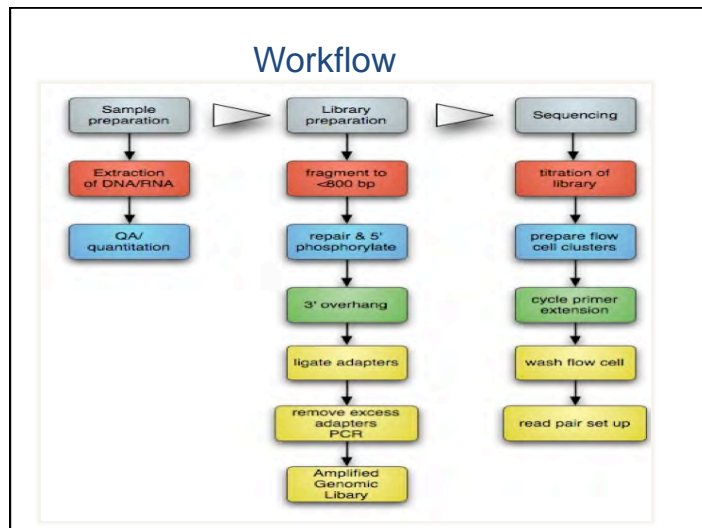 Workflow
Sample
preparation
Extraction
of DNA/RNA
QA/
quantitation
Library
preparation
fragment to
<800 bp
repair & 5'
phosphorylate
3' overhang
ligate adapters
remove excess
adapters
PCR
Amplified
Genomic
Libary
Sequencing
titration of
library
prepare flow
cell clusters
cycle primer
extension
wash flow cell
read pair set up